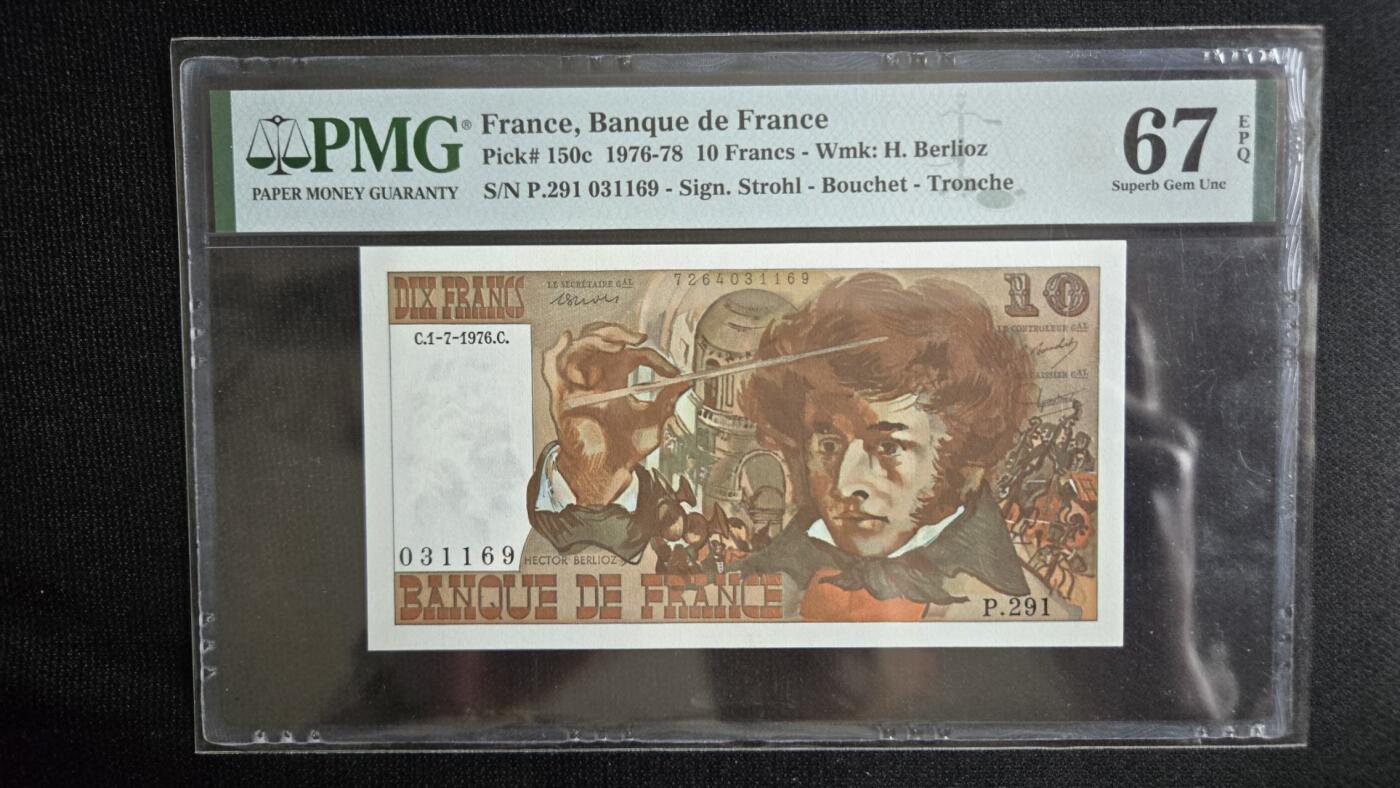 PMG®
PAPER MONEY GUARANTY
France, Banque de France
Pick# 150c 1976-78 10 Francs - Wmk: H. Berlioz
S/N P.291 031169 - Sign. Strohl - Bouchet - Tronche
67
EPQ
Superb Gem Unc
DIX FRANCS
LE SECRÉTAIRE GAL
7264031169
10
C.1-7-1976.C.
LE CONTROLEUR GAL
CAISSIER GAL
031169
HECTOR BERLIOZ
BANQUE DE FRANCE
P.291